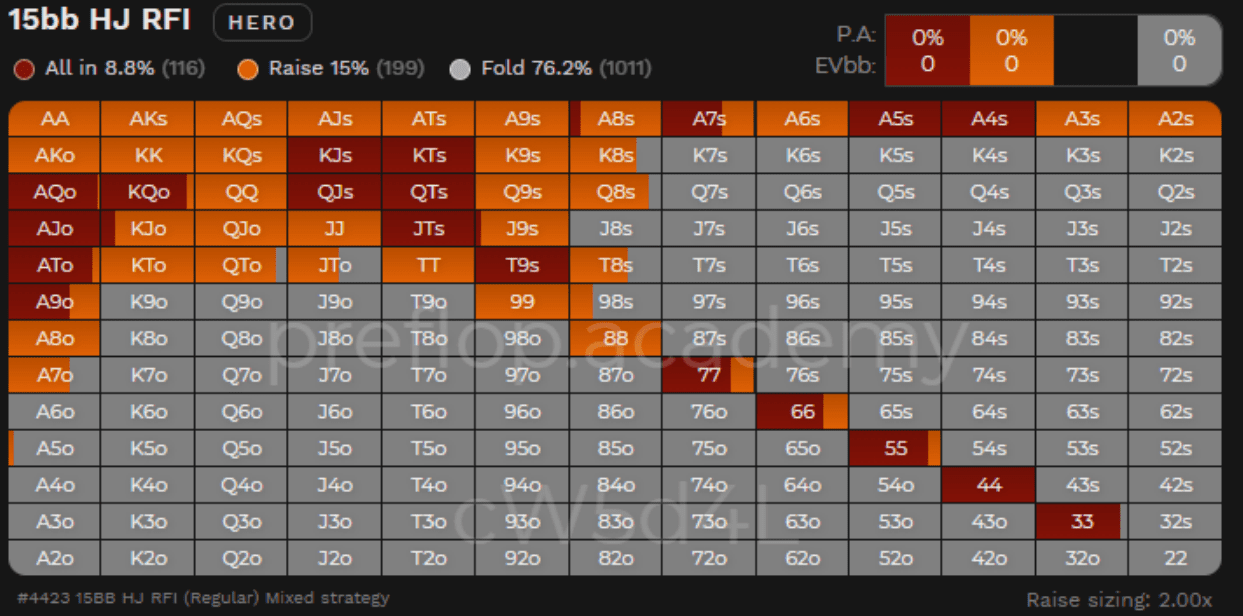 15bb HJ RFI HERO
P.A: 0% 0% 0%
All in 8.8% (116) Raise 15% (199) Fold 76.2% (1011)
EVbb: 0 0 0
AA AKs AQs AJs ATs A9s A8s A7s A6s A5s A4s A3s A2s
AKo KK KQs KJs KTs K9s K8s K7s K6s K5s K4s K3s K2s
AQo KQo QQ QJs QTs Q9s Q8s Q7s Q6s Q5s Q4s Q3s Q2s
AJo KJo QJo JJ JTs J9s J8s J7s J6s J5s J4s J3s J2s
ATo KTo QTo JTo TT T9s T8s T7s T6s T5s T4s T3s T2s
A9o K9o Q9o J9o T9o 99 98s 97s 96s 95s 94s 93s 92s
A8o K8o Q8o J8o T8o 98o 88 87s 86s 85s 84s 83s 82s
preflop.academy
A7o K7o Q7o J7o T7o 97o 87o 77 76s 75s 74s 73s 72s
A6o K6o Q6o J6o T6o 96o 86o 76o 66 65s 64s 63s 62s
A5o K5o Q5o J5o T5o 95o 85o 75o 65o 55 54s 53s 52s
A4o K4o Q4o J4o T4o 94o 84o 74o 64o 54o 44 43s 42s
cW5d74L
A3o K3o Q3o J3o T3o 93o 83o 73o 63o 53o 43o 33 32s
A2o K2o Q2o J2o T2o 92o 82o 72o 62o 52o 42o 32o 22
#4423 15BB HJ RFI (Regular) Mixed strategy
Raise sizing: 2.00x